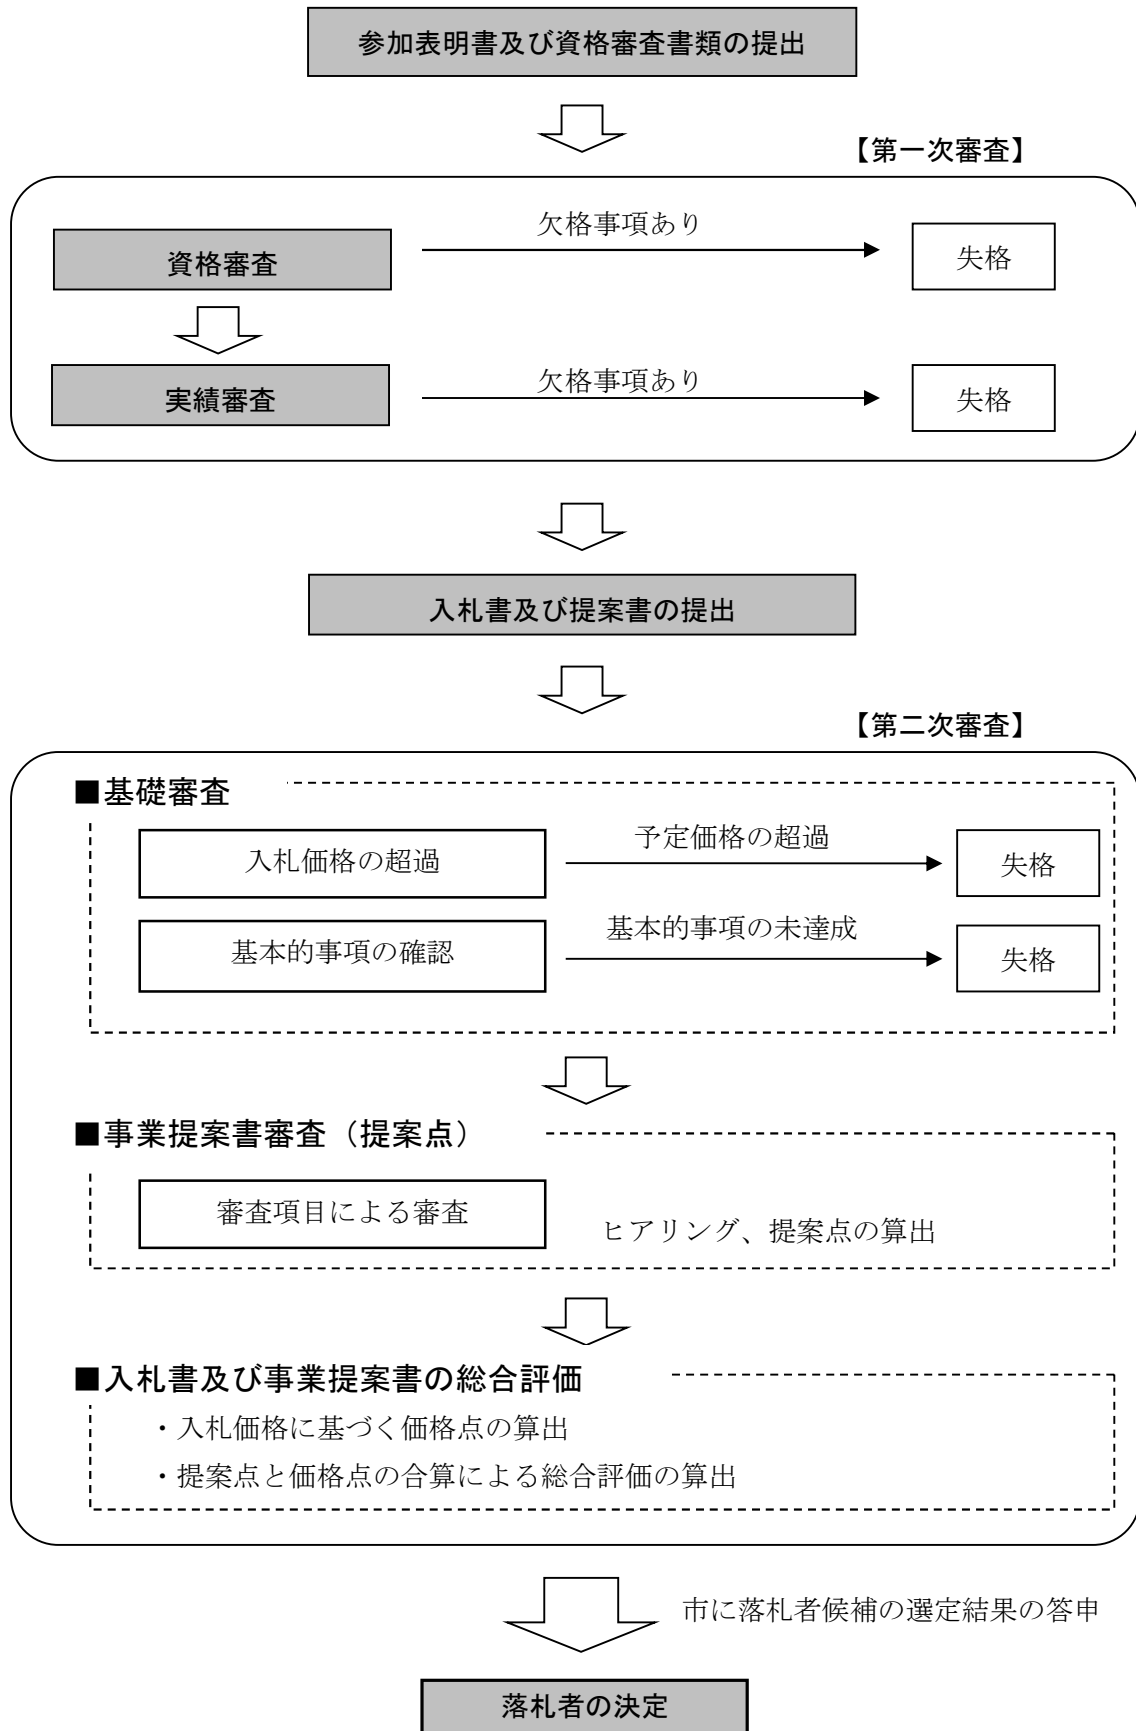 参加表明書及び資格審査書類の提出
【第一次審査】
欠格事項あり
資格審査
失格
欠格事項あり
実績審査
失格
入札書及び提案書の提出
【第二次審査】
■基礎審査
入札価格の超過
予定価格の超過
失格
基本的事項の確認
基本的事項の未達成
失格
■事業提案書審査（提案点）
審査項目による審査
ヒアリング、提案点の算出
■入札書及び事業提案書の総合評価
・入札価格に基づく価格点の算出
・提案点と価格点の合算による総合評価の算出
市に落札者候補の選定結果の答申
落札者の決定